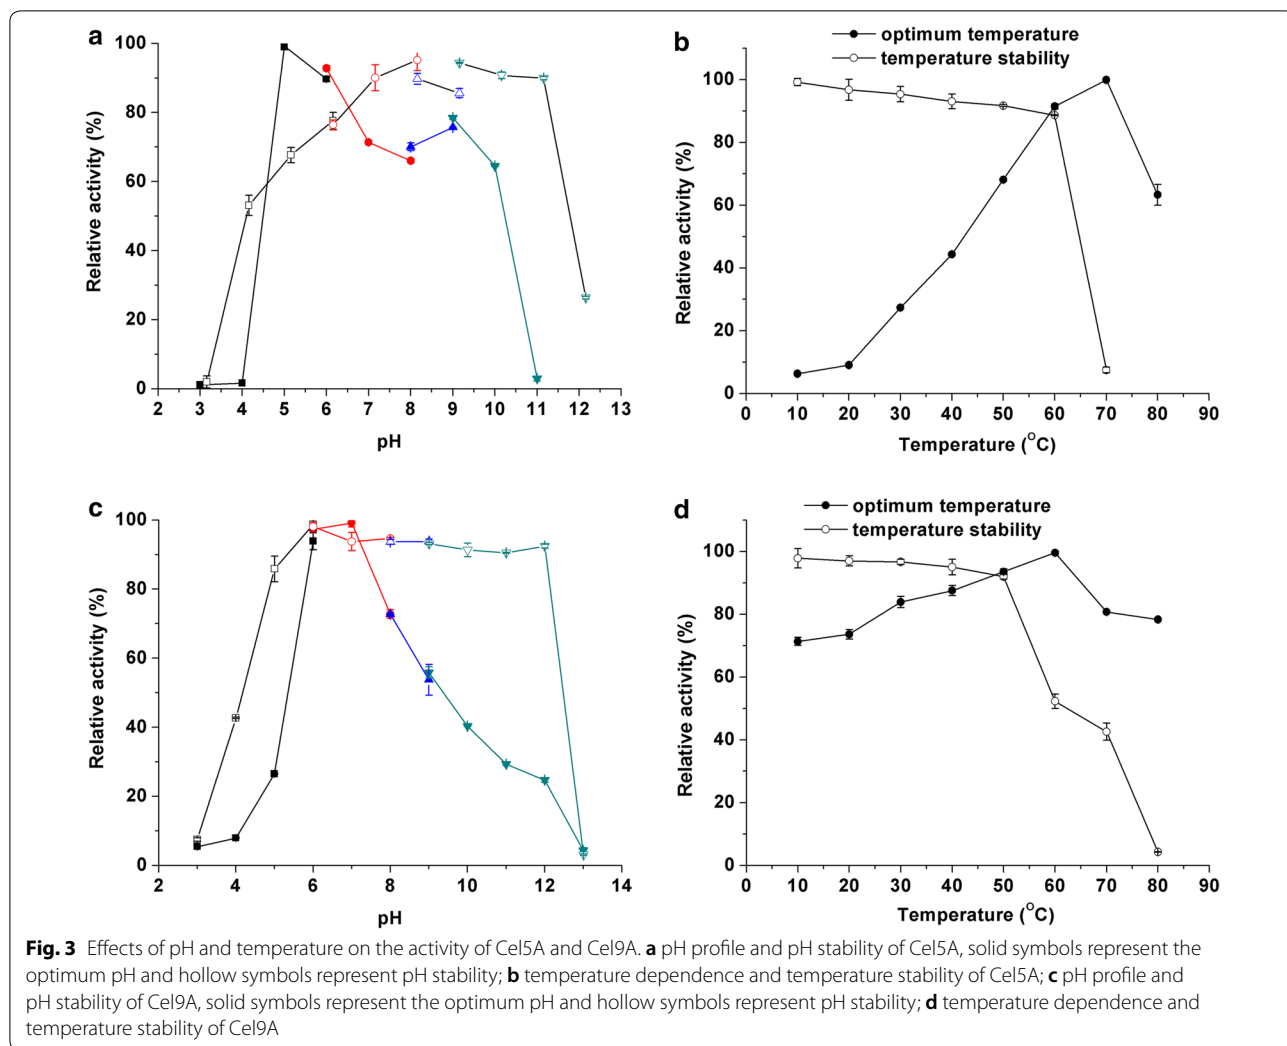 a
100
80
60
40
20
0
Relative activity (%)
2 3 4 5 6 7 8 9 10 11 12 13
pH
b
optimum temperature
temperature stability
100
80
60
40
20
0
Relative activity (%)
0 10 20 30 40 50 60 70 80 90
Temperature (OC)
c
100
80
60
40
20
0
Relative activity (%)
2 4 6 8 10 12 14
pH
d
optimum temperature
temperature stability
100
80
60
40
20
0
Relative activity (%)
0 10 20 30 40 50 60 70 80 90
Temperature (OC)
Fig. 3 Effects of pH and temperature on the activity of Cel5A and Cel9A. a pH profile and pH stability of Cel5A, solid symbols represent the
optimum pH and hollow symbols represent pH stability; b temperature dependence and temperature stability of Cel5A; c pH profile and
pH stability of Cel9A, solid symbols represent the optimum pH and hollow symbols represent pH stability; d temperature dependence and
temperature stability of Cel9A